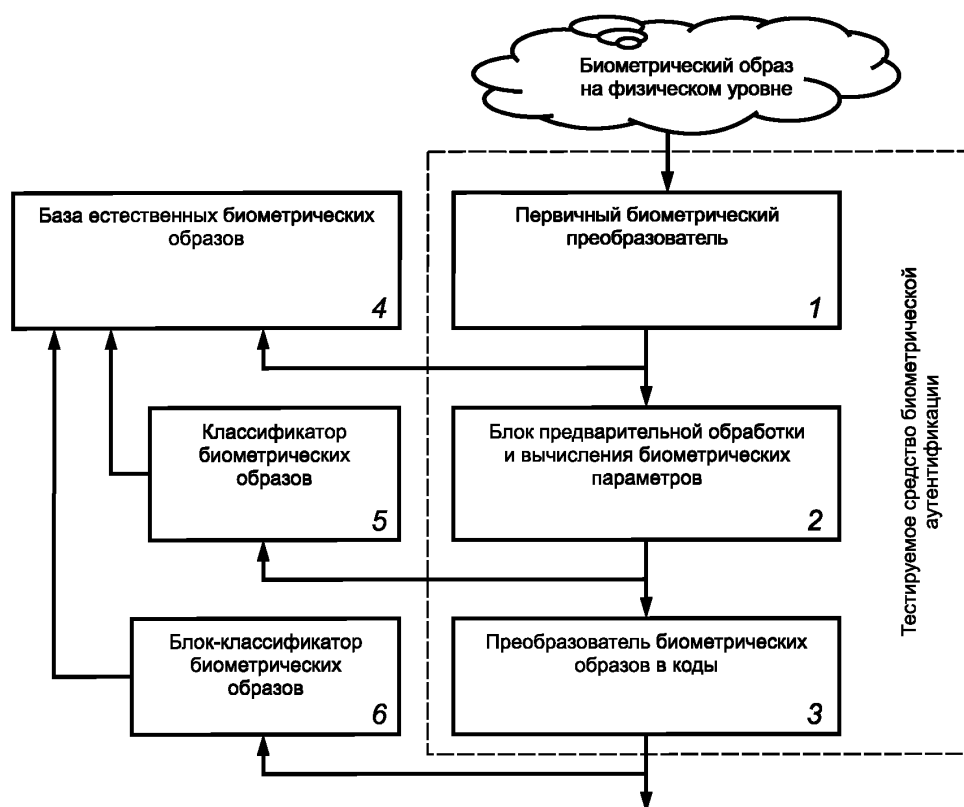 Биометрический образ
на физическом уровне
База естественных биометрических
образов
4
Первичный биометрический
преобразователь
1
Классификатор
биометрических
образов
5
Блок предварительной обработки
и вычисления биометрических
параметров
2
Блок-классификатор
биометрических
образов
6
Преобразователь биометрических
образов в коды
3
Тестируемое средство биометрической
аутентификации